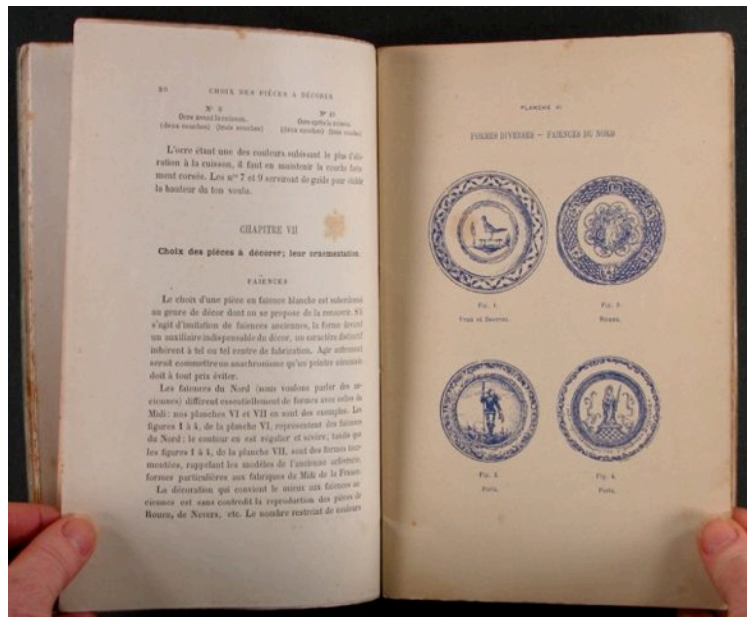 80 CHOIX DES PIÈCES A DÉCORER
Nº 8
Ocre avant la cuisson.
(deux couches) (trois couches)
Nº 10
Ocre après la cuisson.
(deux couches) (trois couches)
L'ocre étant une des couleurs subissant le plus d'alté-
ration à la cuisson, il faut en maintenir la couche forte-
ment corsée. Les nos 7 et 9 serviront de guide pour établir
la hauteur du ton voulu.
CHAPITRE VII
Choix des pièces à décorer; leur ornementation.
FAÏENCES
Le choix d'une pièce en faïence blanche est subordonné
au genre de décor dont on se propose de la recouvrir. S'il
s'agit d'imitation de faïences anciennes, la forme devient
un auxiliaire indispensable du décor, un caractère distinctif
inhérent à tel ou tel centre de fabrication. Agir autrement
serait commettre un anachronisme qu'un peintre
doit à tout prix éviter.
Les faïences du Nord (nous voulons parler des an-
ciennes) diffèrent essentiellement de formes avec celles du
Midi: nos planches VI et VII en sont des exemples. Les
figures 1 à 4, de la planche VI, représentent des faïences
du Nord; le contour en est régulier et sévère; tandis que
les figures 1 à 4, de la planche VII, sont des formes tour-
mentées, rappelant les modèles de l'ancienne orfèvrerie,
formes particulières aux fabriques du Midi de la France.
La décoration qui convient le mieux aux faïences an-
ciennes est sans contredit la reproduction des pièces de
Rouen, de Nevers, etc. Le nombre restreint de couleurs
PLANCHE VI
FORMES DIVERSES — FAIENCES DU NORD
Fig. 1.
Fig. 2.
Rouen.
Fig. 3.
Fig. 4.